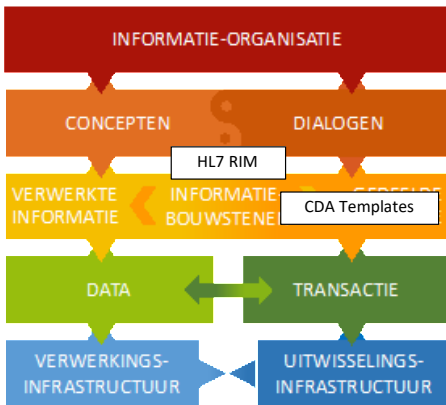 INFORMATIE-ORGANISATIE
CONCEPTEN
DIALOGEN
HL7 RIM
VERWERKTE
INFORMATIE
INFORMATIE-
CDA Templates
DATA
TRANSACTIE
VERWERKINGS-
INFRASTRUCTUUR
UITWISSELINGS-
INFRASTRUCTUUR